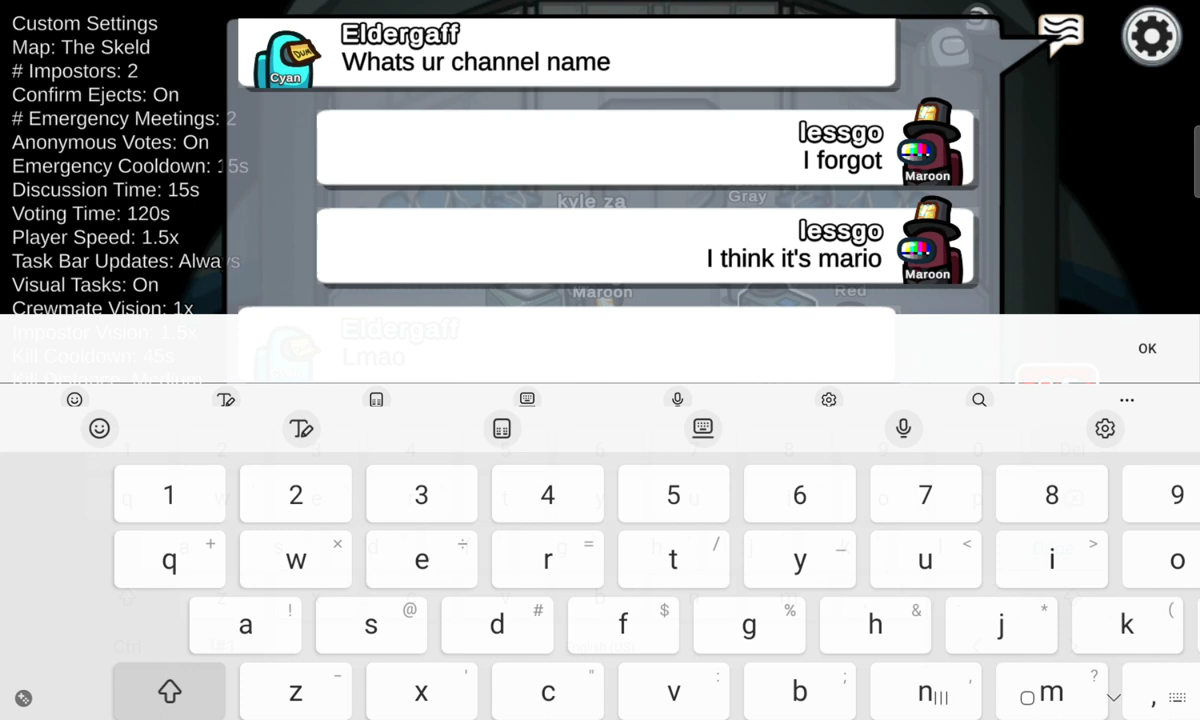 Custom Settings
Map: The Skeld
# Impostors: 2
Confirm Ejects: On
# Emergency Meetings: 2
Anonymous Votes: On
Emergency Cooldown: 15s
Discussion Time: 15s
Voting Time: 120s
Player Speed: 1.5x
Task Bar Updates: Always
Visual Tasks: On
Crewmate Vision: 1x
Impostor Vision: 1.5x
Kill Cooldown: 45s
Eldergaff
Whats ur channel name
DUM
Cyan
lessgo
I forgot
Maroon
kyle za
Gray
lessgo
I think it's mario
Maroon
Maroon
Red
Eldergaff
Lmao
OK
1 2 3 4 5 6 7 8 9
+ × ÷ = / _ < >
q w e r t y u i o
! @ # $ % & * (
a s d f g h j k
- ' " : ; , ?
z x c v b n m ,